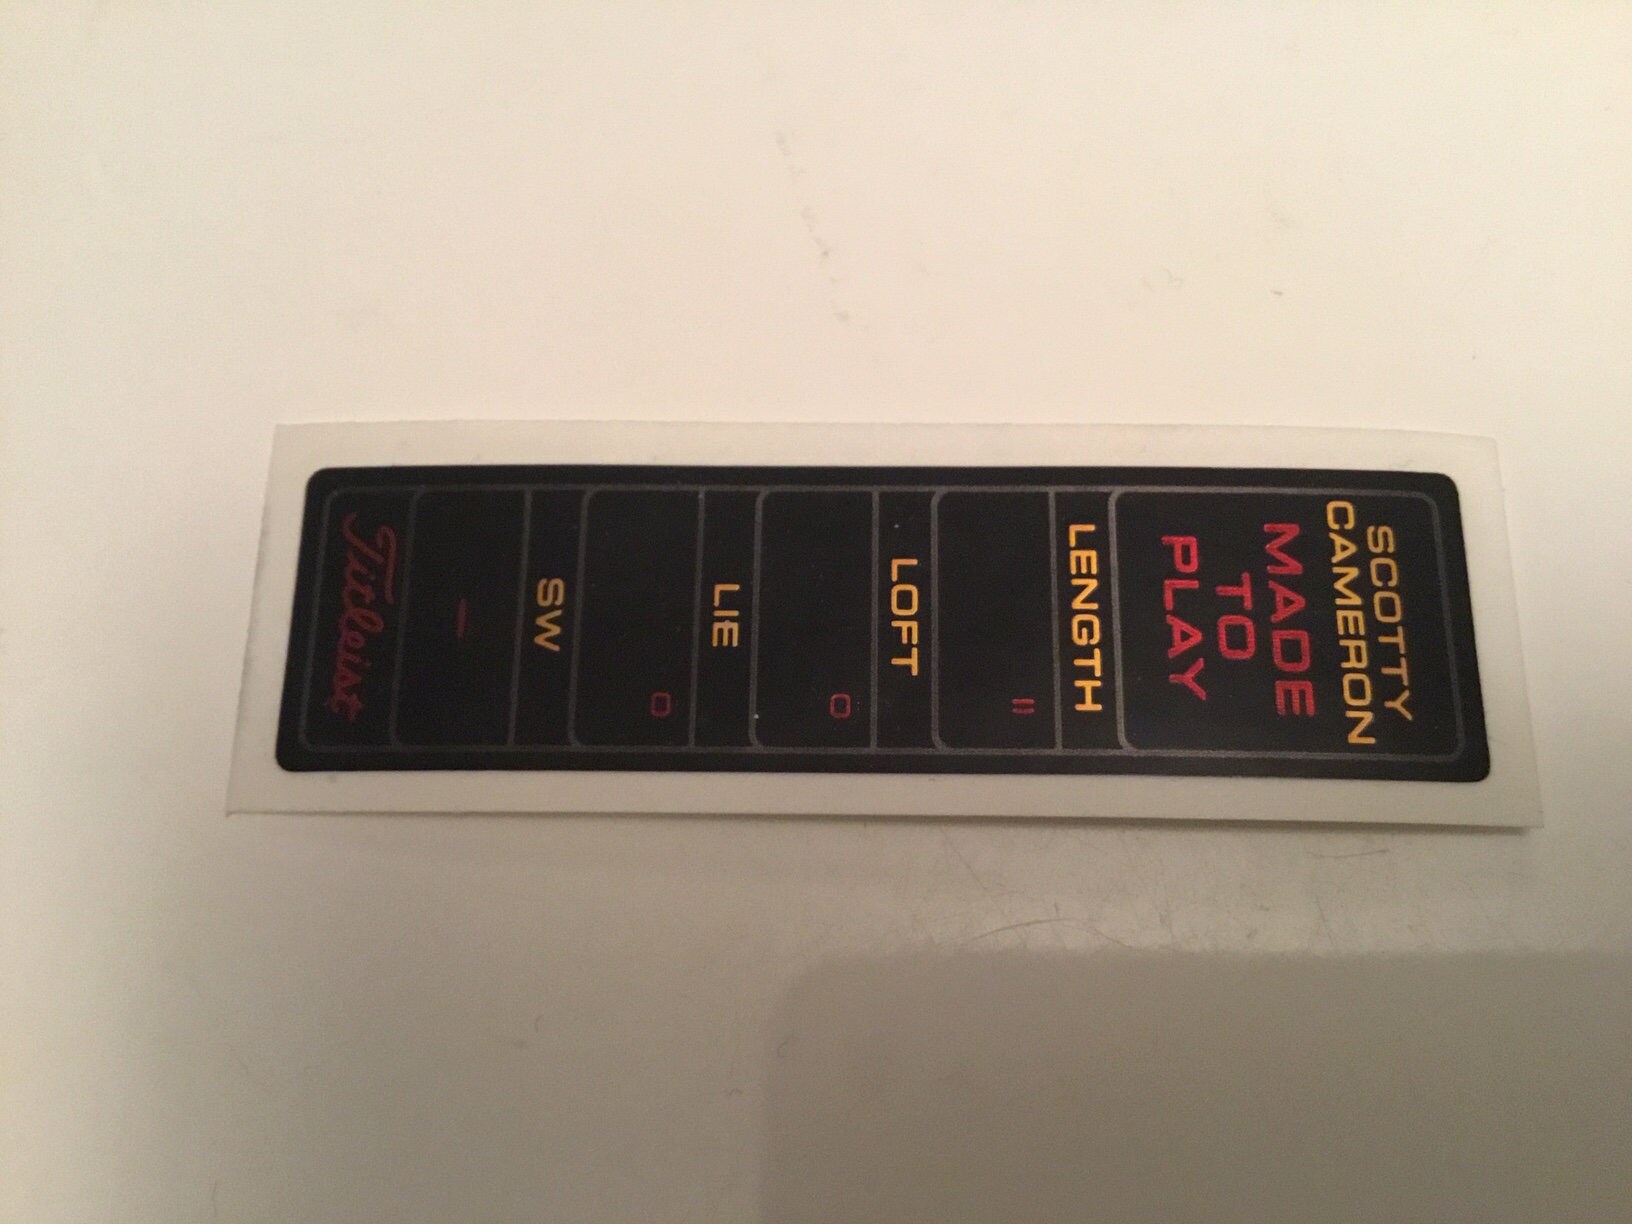 SCOTTY
CAMERON
MADE
TO
PLAY
LENGTH
"
LOFT
°
LIE
°
SW
-
Titleist